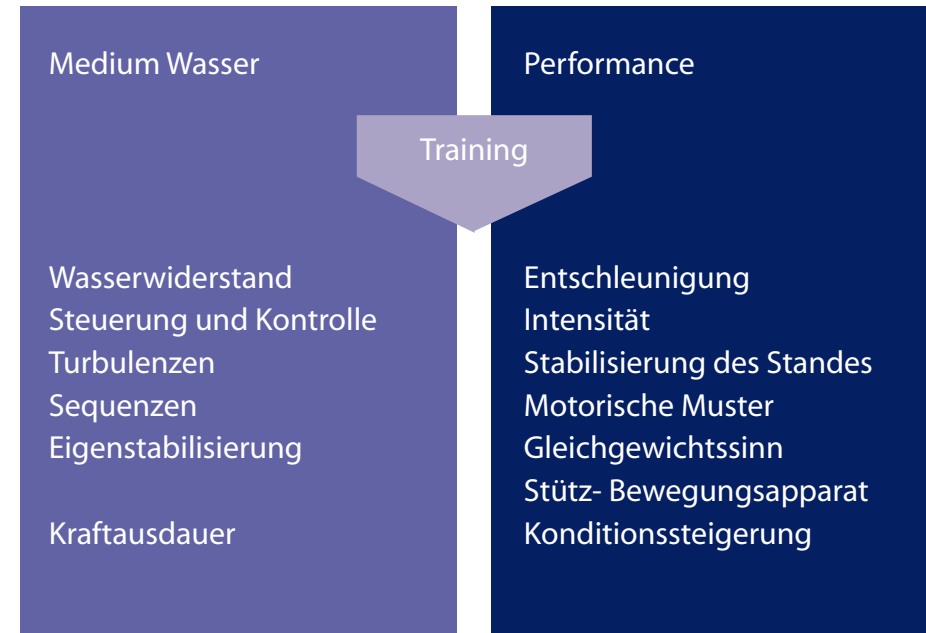 Medium Wasser
Performance
Training
Wasserwiderstand
Steuerung und Kontrolle
Turbulenzen
Sequenzen
Eigenstabilisierung
Kraftausdauer
Entschleunigung
Intensität
Stabilisierung des Standes
Motorische Muster
Gleichgewichtssinn
Stütz- Bewegungsapparat
Konditionssteigerung